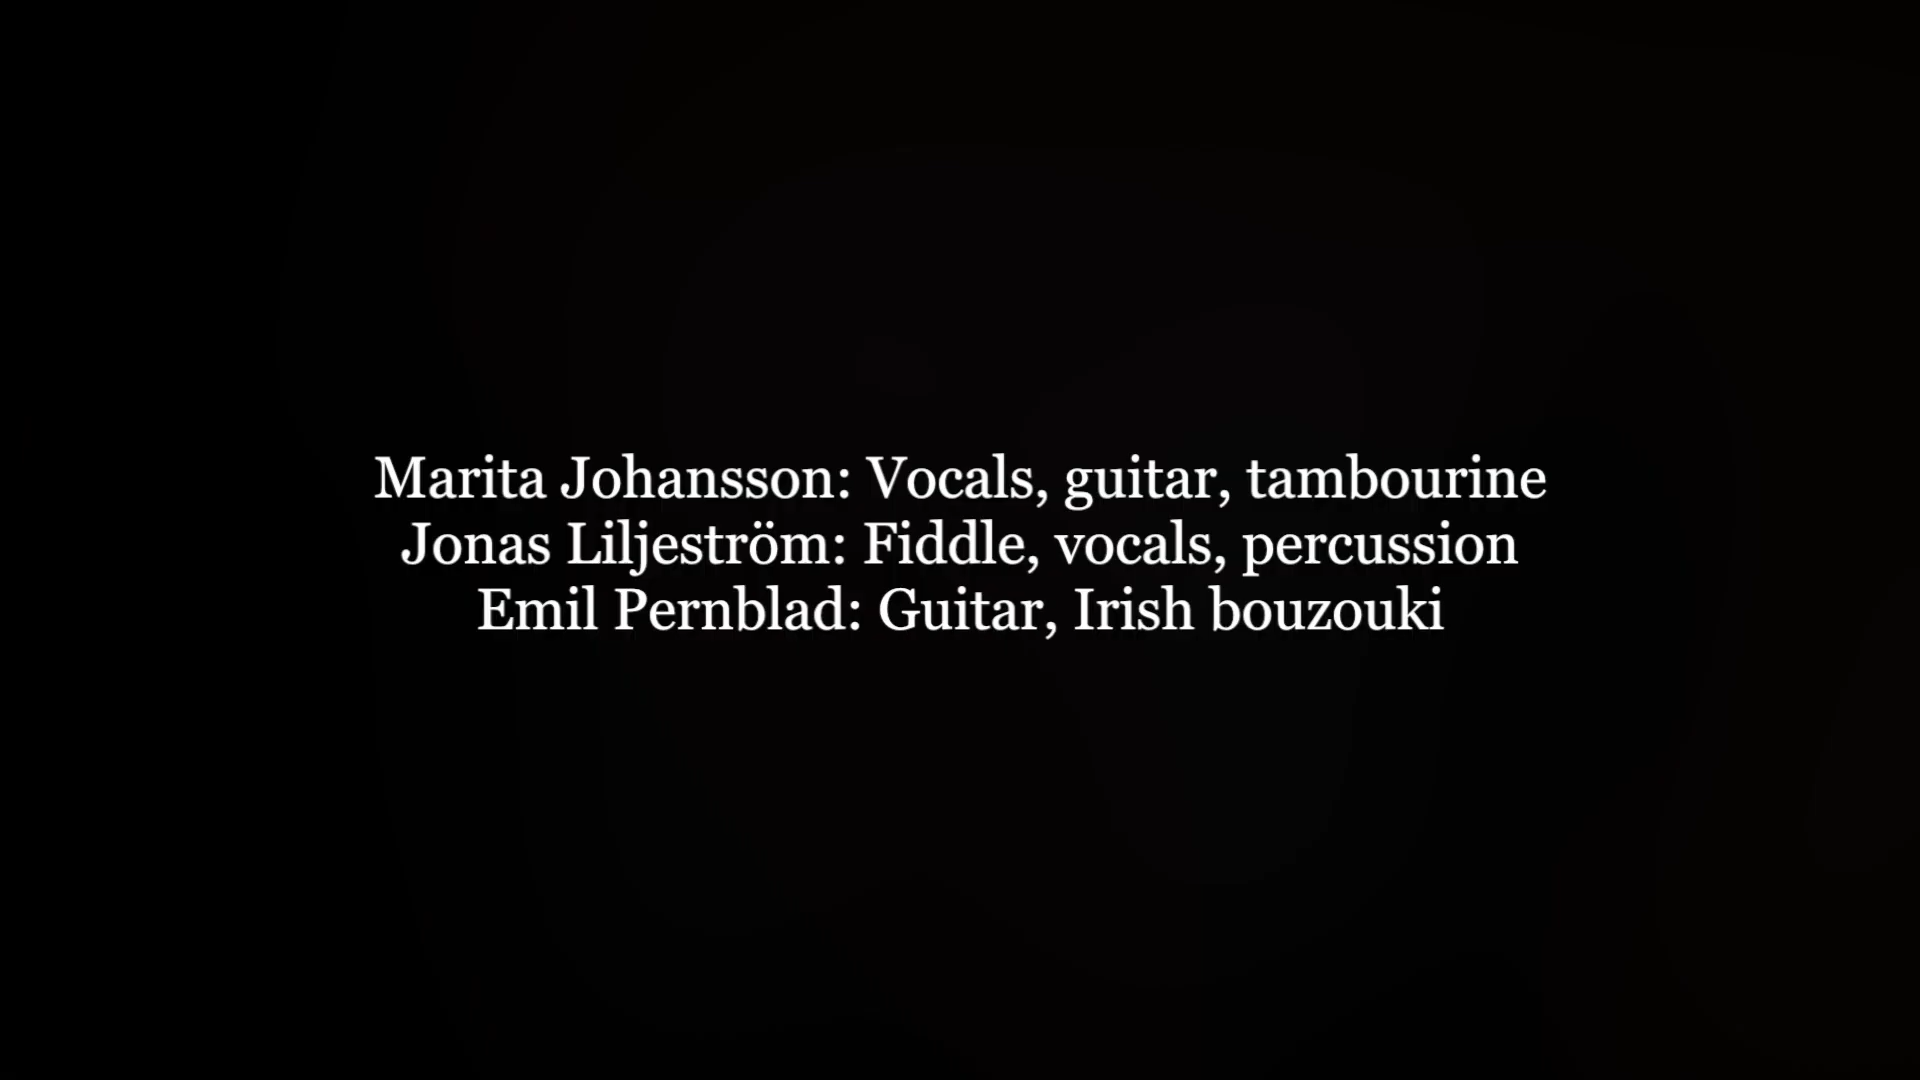 Marita Johansson: Vocals, guitar, tambourine
Jonas Liljeström: Fiddle, vocals, percussion
Emil Pernblad: Guitar, Irish bouzouki